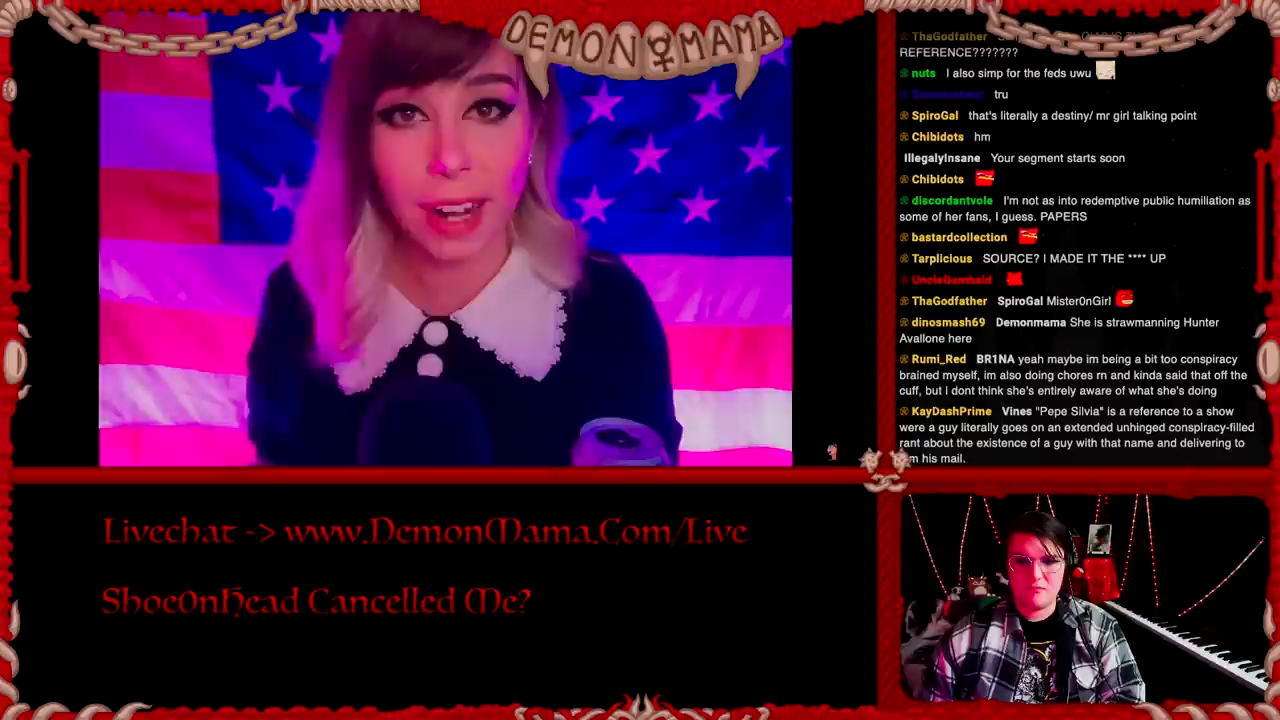 DEMON MAMA
ThaGodfather
REFERENCE???????
nuts I also simp for the feds uwu
tru
SpiroGal that's literally a destiny/ mr girl talking point
Chibidots hm
IllegalyInsane Your segment starts soon
Chibidots
discordantvole I'm not as into redemptive public humiliation as
some of her fans, I guess. PAPERS
bastardcollection
Tarplicious SOURCE? I MADE IT THE **** UP
UncleGumbald
ThaGodfather SpiroGal Mister0nGirl
dinosmash69 Demonmama She is strawmanning Hunter
Avallone here
Rumi_Red BR1NA yeah maybe im being a bit too conspiracy
brained myself, im also doing chores rn and kinda said that off the
cuff, but i dont think she's entirely aware of what she's doing
KayDashPrime Vines "Pepe Silvia" is a reference to a show
were a guy literally goes on an extended unhinged conspiracy-filled
rant about the existence of a guy with that name and delivering to
his mail.
Livechat -> www.DemonMama.Com/Live
Shoe0nHead Cancelled Me?